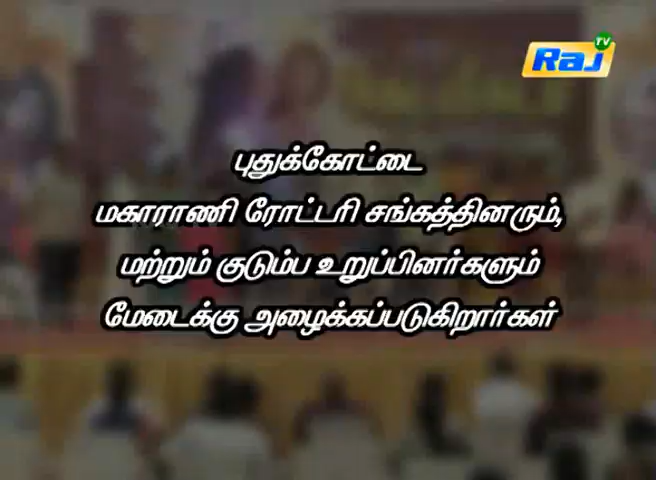 Raj TV
புதுக்கோட்டை
மகாராணி ரோட்டரி சங்கத்தினரும்,
மற்றும் குடும்ப உறுப்பினர்களும்
மேடைக்கு அழைக்கப்படுகிறார்கள்